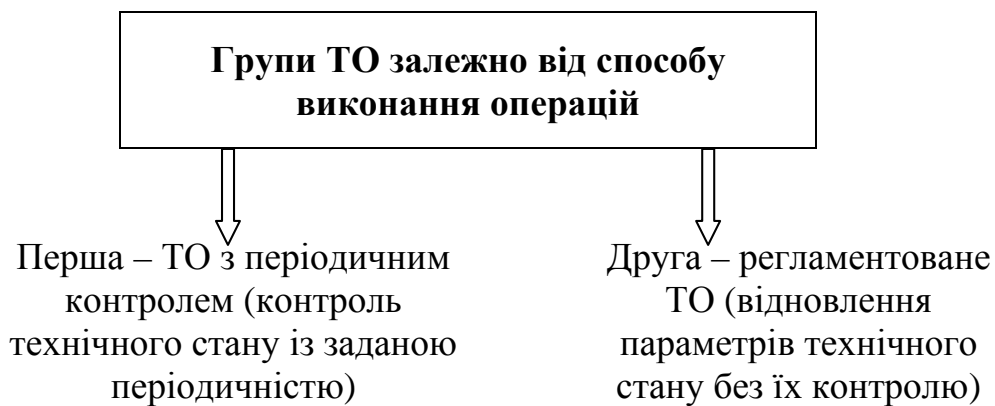 Групи ТО залежно від способу
виконання операцій
Перша – ТО з періодичним
контролем (контроль
технічного стану із заданою
періодичністю)
Друга – регламентоване
ТО (відновлення
параметрів технічного
стану без їх контролю)